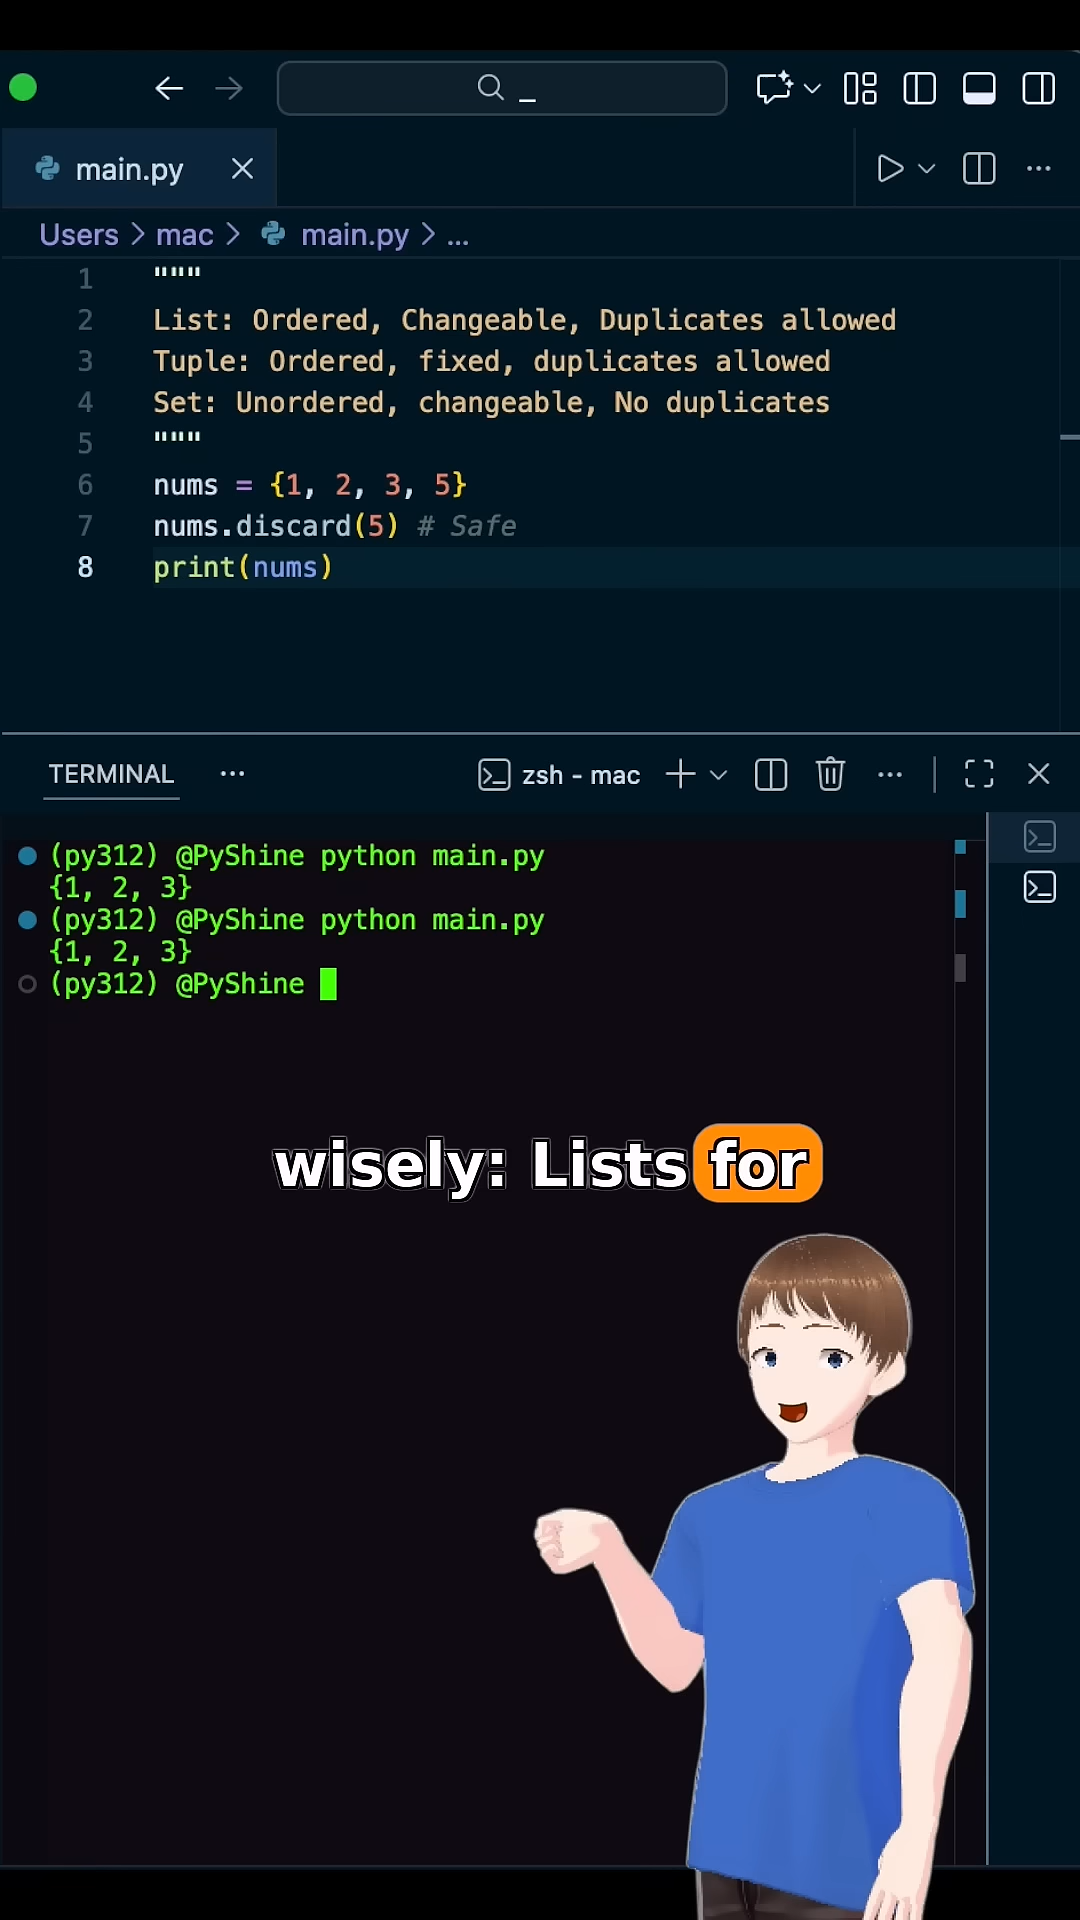 _
main.py
Users > mac > main.py > ...
1 """
2 List: Ordered, Changeable, Duplicates allowed
3 Tuple: Ordered, fixed, duplicates allowed
4 Set: Unordered, changeable, No duplicates
5 """
6 nums = {1, 2, 3, 5}
7 nums.discard(5) # Safe
8 print(nums)
TERMINAL
zsh - mac
(py312) @PyShine python main.py
{1, 2, 3}
(py312) @PyShine python main.py
{1, 2, 3}
(py312) @PyShine
wisely: Lists for